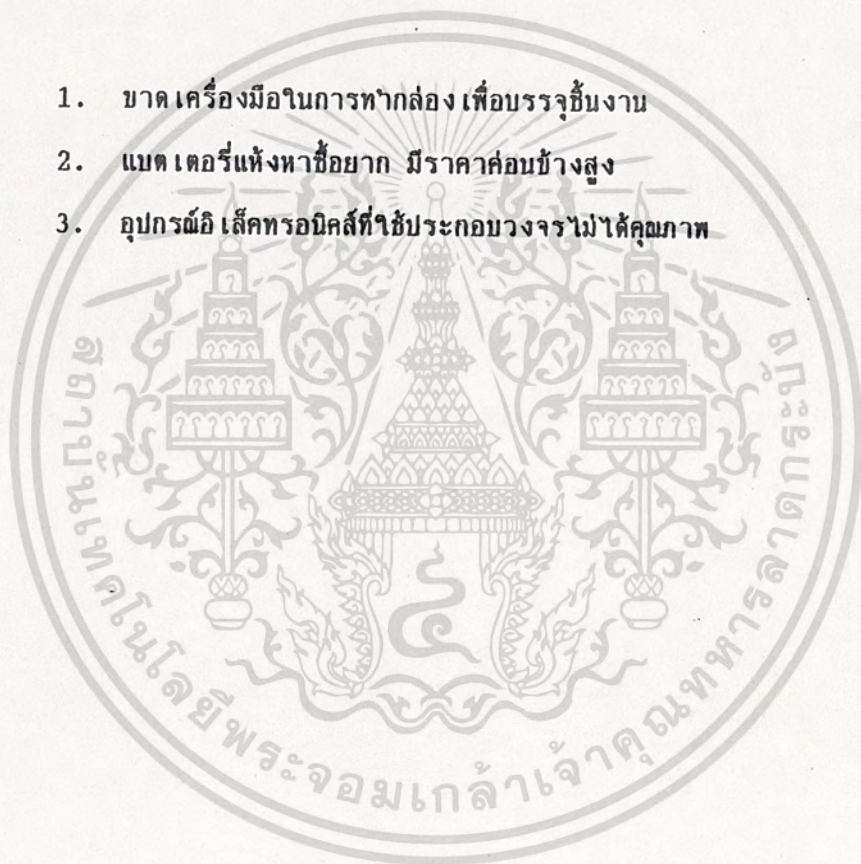 1. ขาดเครื่องมือในการทำกล่องเพื่อบรรจุชิ้นงาน
2. แบตเตอรี่แห้งหาซื้อยาก มีราคาค่อนข้างสูง
3. อุปกรณ์อิเล็คทรอนิคส์ที่ใช้ประกอบวงจรไม่ได้คุณภาพ
สถาบันเทคโนโลยีพระจอมเกล้าเจ้าคุณทหารลาดกระบัง